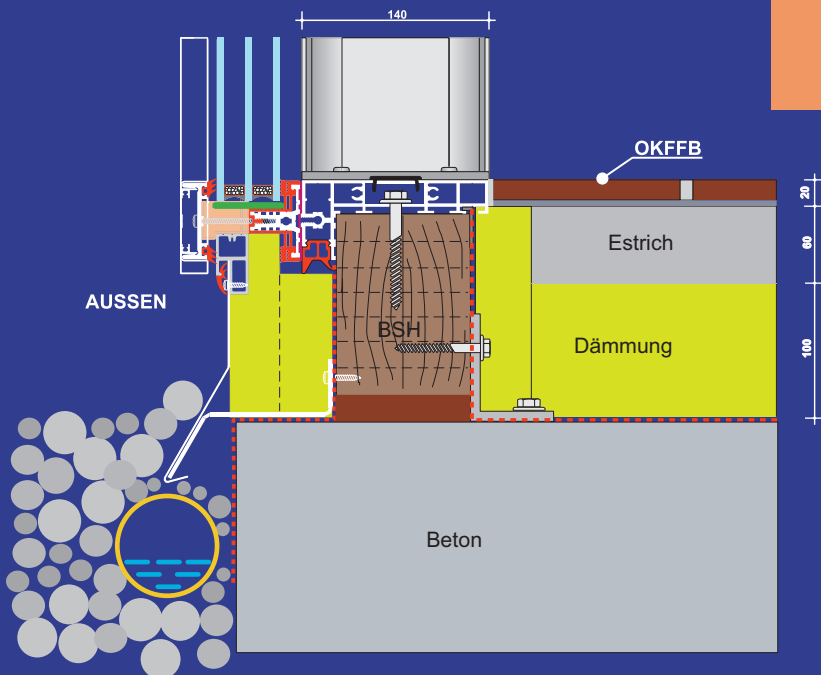 140
OKFFB
20
Estrich
60
AUSSEN
BSH
Dämmung
100
Beton